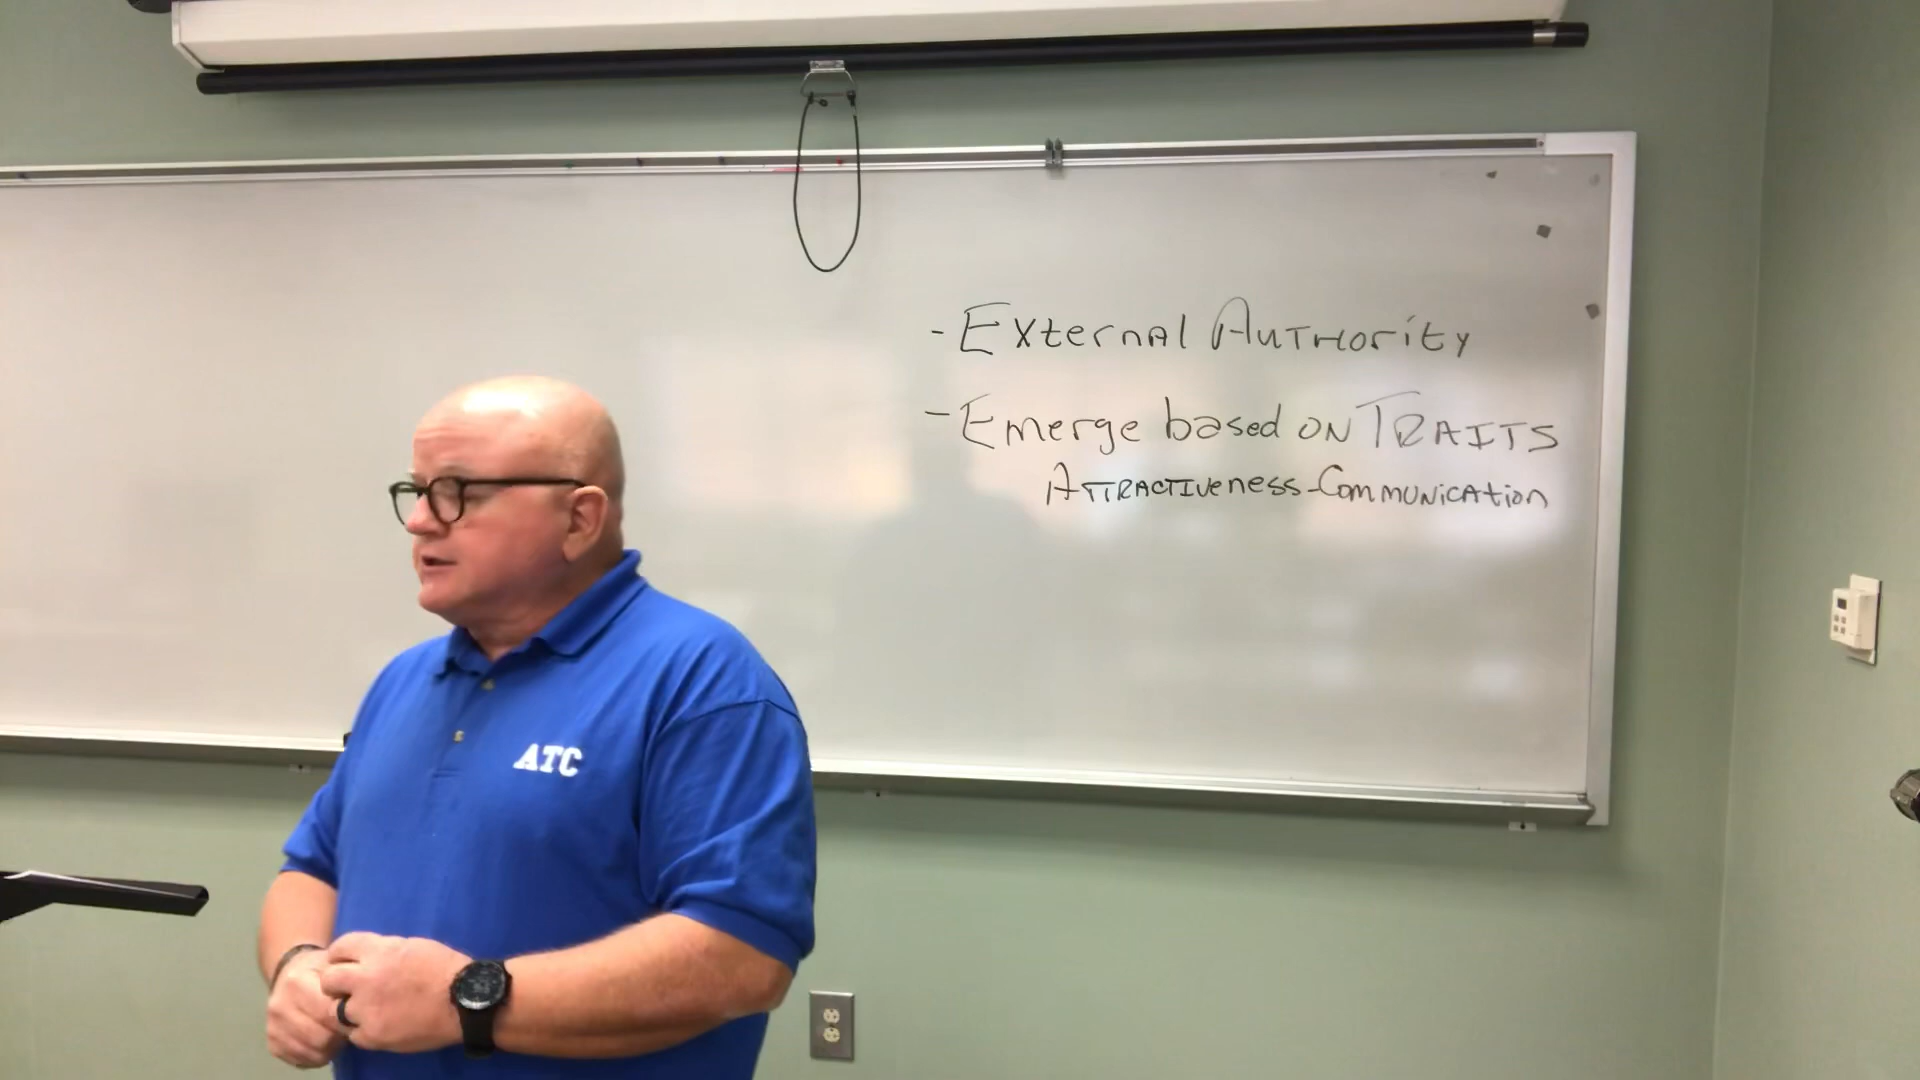 - External Authority
- Emerge based on Traits
Attractiveness - Communication
ATC